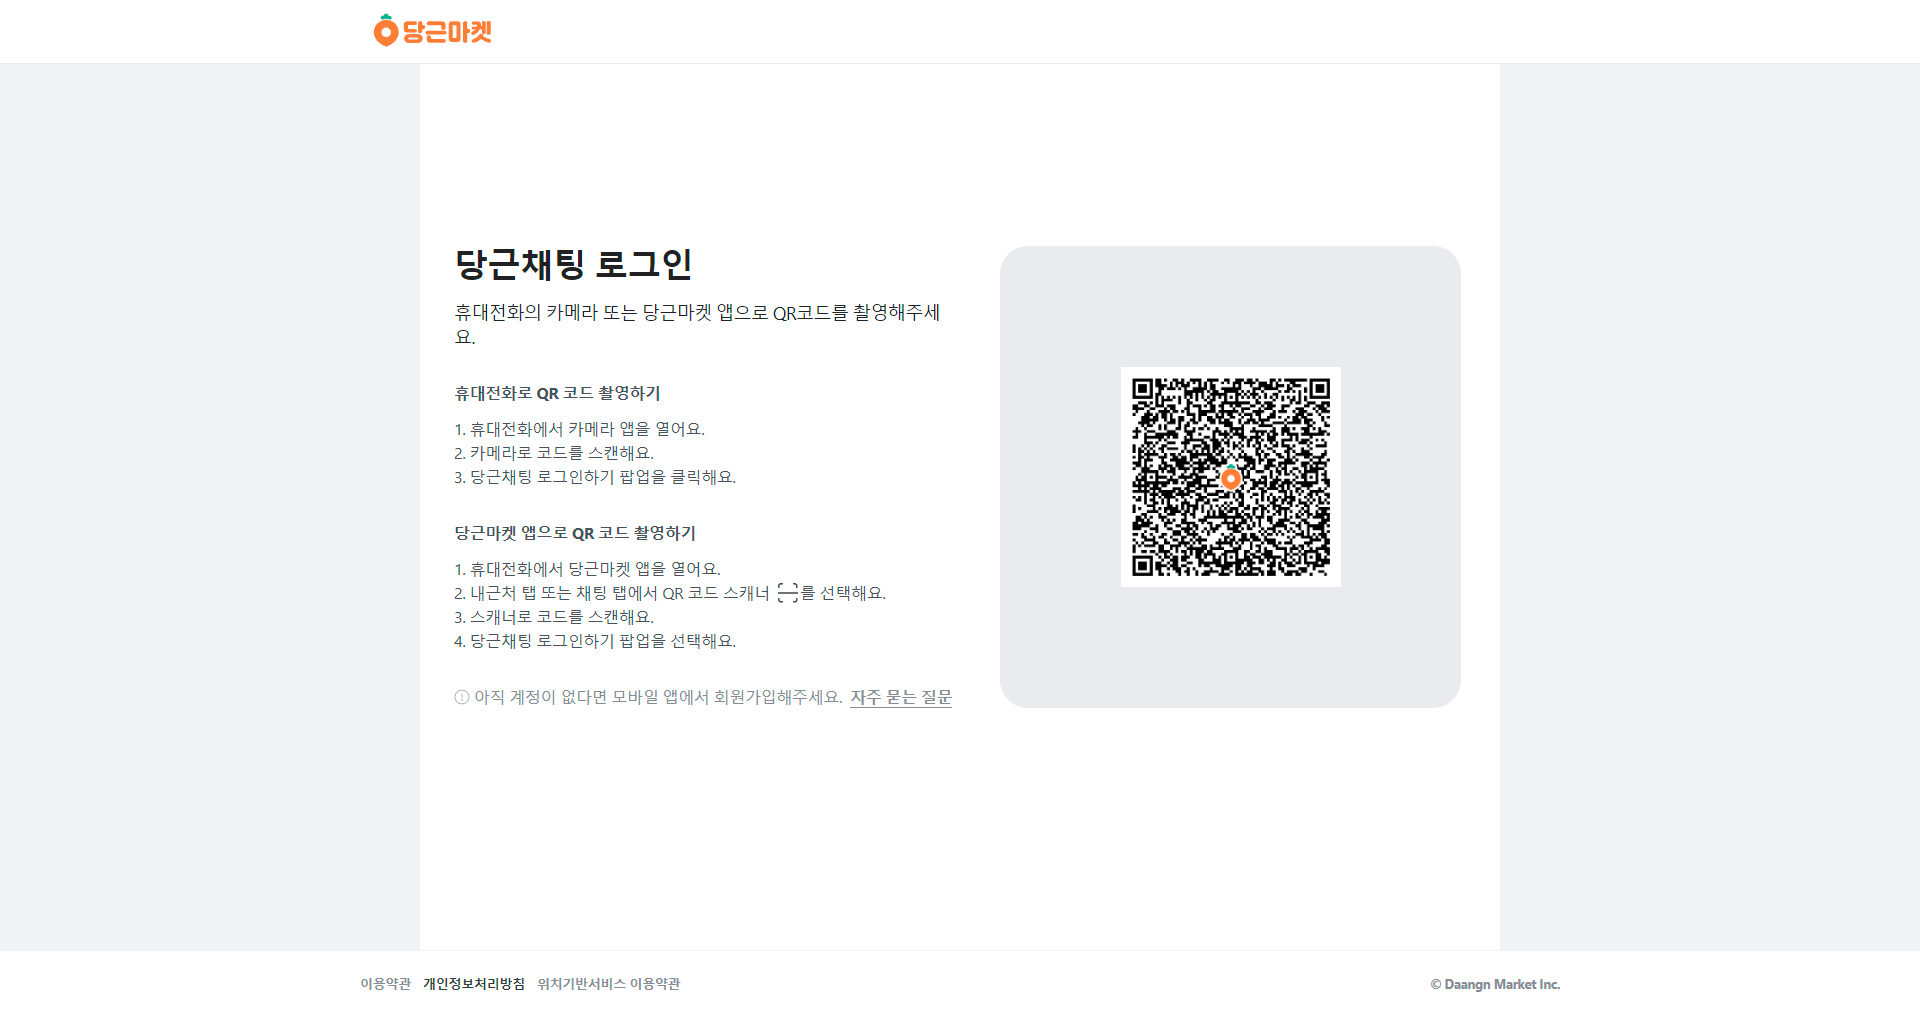 당근마켓
당근채팅 로그인
휴대전화의 카메라 또는 당근마켓 앱으로 QR코드를 촬영해주세
요.
휴대전화로 QR 코드 촬영하기
1. 휴대전화에서 카메라 앱을 열어요.
2. 카메라로 코드를 스캔해요.
3. 당근채팅 로그인하기 팝업을 클릭해요.
당근마켓 앱으로 QR 코드 촬영하기
1. 휴대전화에서 당근마켓 앱을 열어요.
2. 내근처 탭 또는 채팅 탭에서 QR 코드 스캐너 를 선택해요.
3. 스캐너로 코드를 스캔해요.
4. 당근채팅 로그인하기 팝업을 선택해요.
아직 계정이 없다면 모바일 앱에서 회원가입해주세요. 자주 묻는 질문
이용약관 개인정보처리방침 위치기반서비스 이용약관
© Daangn Market Inc.